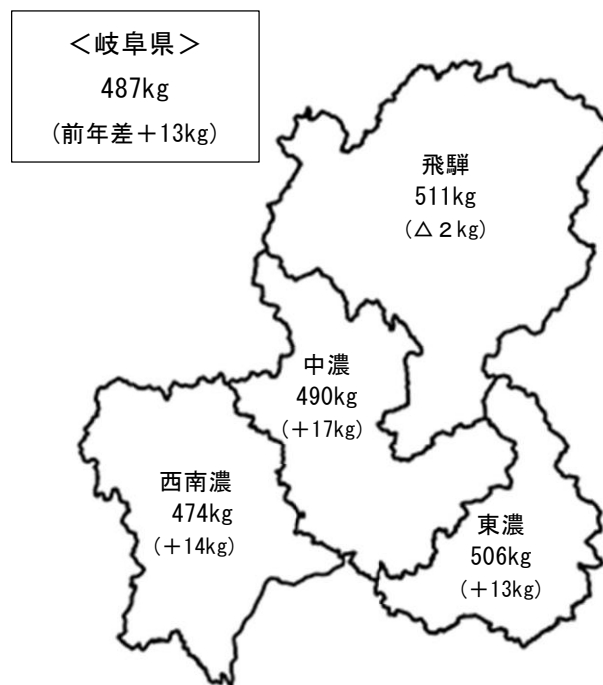 ＜岐阜県＞
487kg
(前年差＋13kg)
飛騨
511kg
(△２kg)
中濃
490kg
(＋17kg)
西南濃
474kg
(＋14kg)
東濃
506kg
(＋13kg)